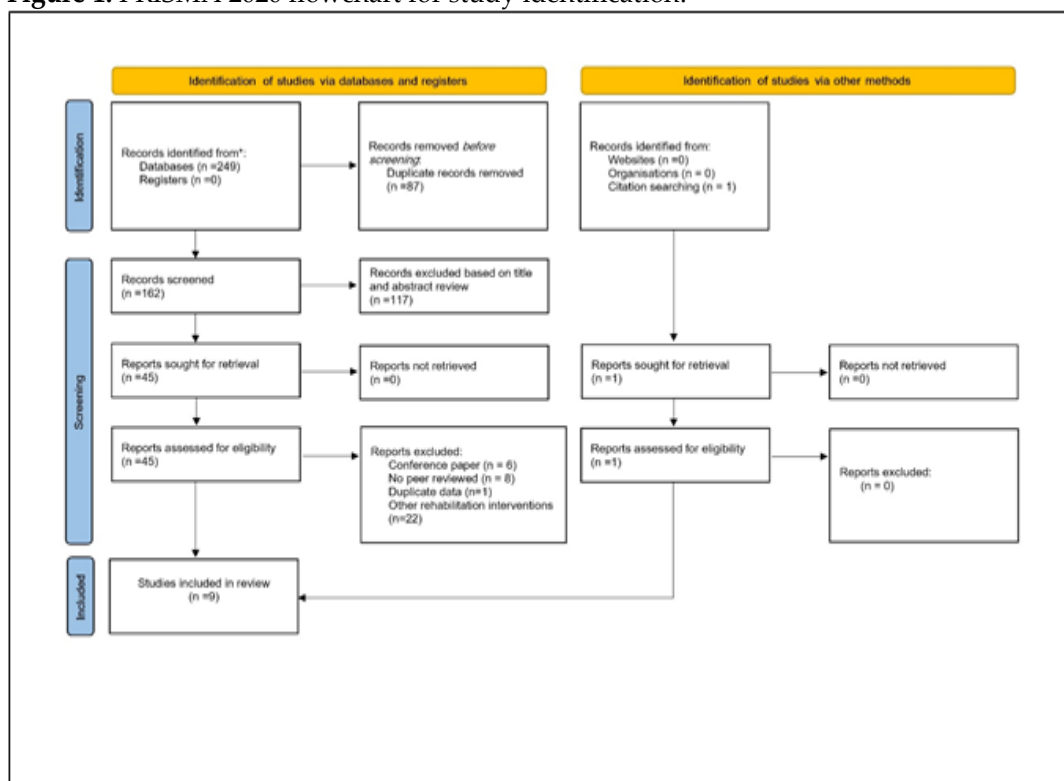 Figure 1. PRISMA 2020 flowchart for study identification.
Identification of studies via databases and registers
Identification of studies via other methods
Identification
Records identified from*:
Databases (n =249)
Registers (n =0)
Records removed before
screening:
Duplicate records removed
(n =87)
Records identified from:
Websites (n =0)
Organisations (n = 0)
Citation searching (n = 1)
Screening
Records screened
(n =162)
Records excluded based on title
and abstract review
(n =117)
Reports sought for retrieval
(n =45)
Reports not retrieved
(n =0)
Reports sought for retrieval
(n =1)
Reports not retrieved
(n =0)
Reports assessed for eligibility
(n =45)
Reports excluded:
Conference paper (n = 6)
No peer reviewed (n = 8)
Duplicate data (n=1)
Other rehabilitation interventions
(n=22)
Reports assessed for eligibility
(n =1)
Reports excluded:
(n = 0)
Included
Studies included in review
(n =9)